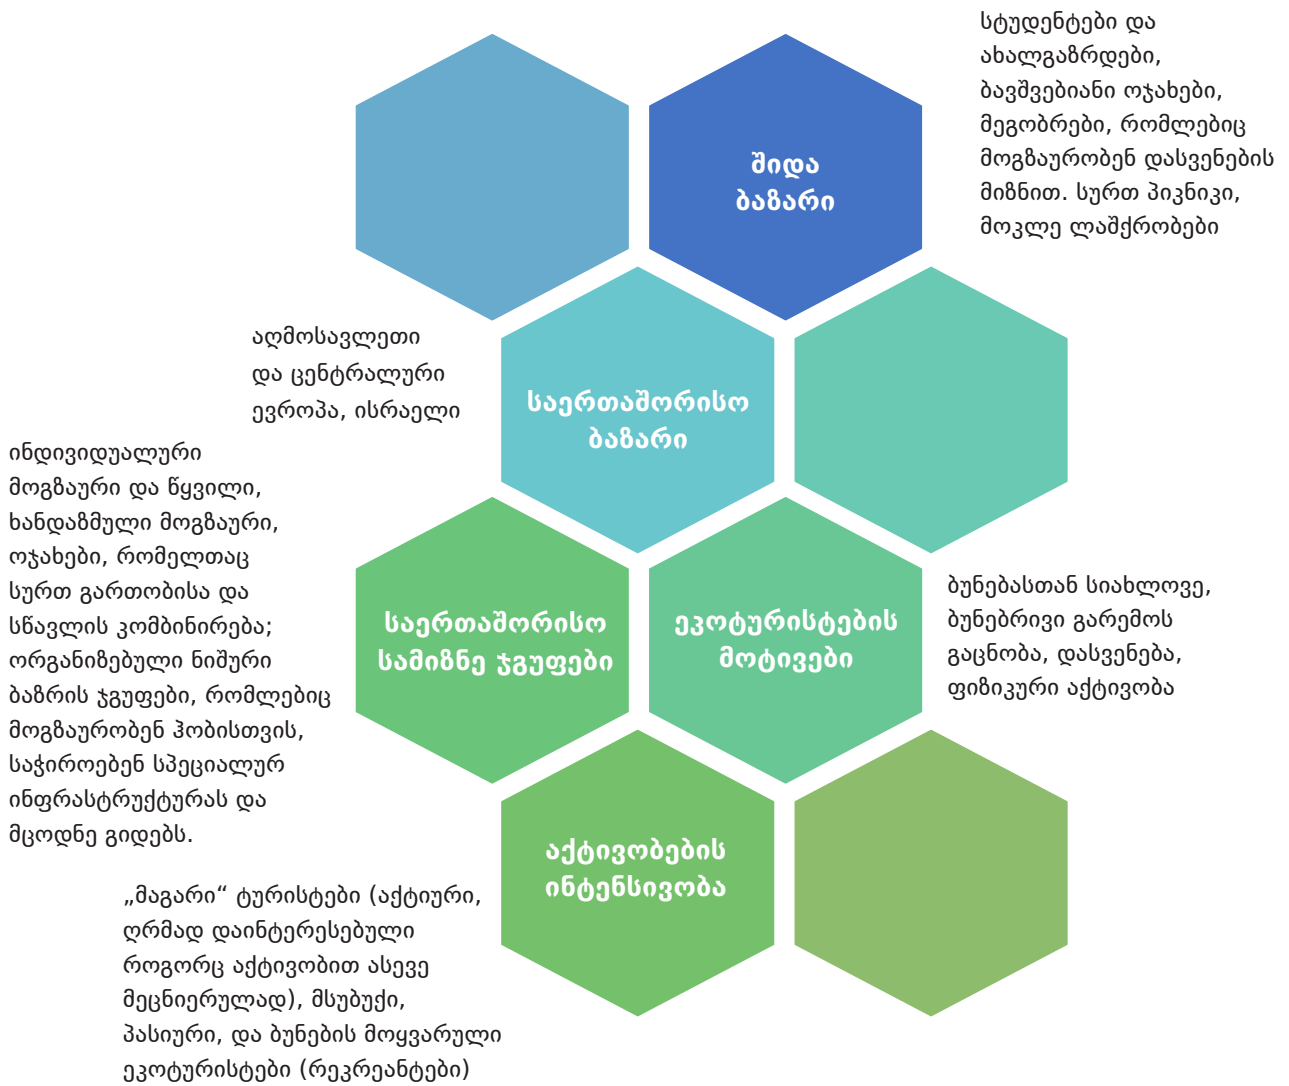 სტუდენტები და
ახალგაზრდები,
ბავშვებიანი ოჯახები,
მეგობრები, რომლებიც
მოგზაურობენ დასვენების
მიზნით. სურთ პიკნიკი,
მოკლე ლაშქრობები
შიდა
ბაზარი
აღმოსავლეთი
და ცენტრალური
ევროპა, ისრაელი
საერთაშორისო
ბაზარი
ინდივიდუალური
მოგზაური და წყვილი,
ხანდაზმული მოგზაური,
ოჯახები, რომელთაც
სურთ გართობისა და
სწავლის კომბინირება;
ორგანიზებული ნიშური
ბაზრის ჯგუფები, რომლებიც
მოგზაურობენ ჰობისთვის,
საჭიროებენ სპეციალურ
ინფრასტრუქტურას და
მცოდნე გიდებს.
საერთაშორისო
სამიზნე ჯგუფები
ეკოტურისტების
მოტივები
ბუნებასთან სიახლოვე,
ბუნებრივი გარემოს
გაცნობა, დასვენება,
ფიზიკური აქტივობა
აქტივობების
ინტენსივობა
„მაგარი“ ტურისტები (აქტიური,
ღრმად დაინტერესებული
როგორც აქტივობით ასევე
მეცნიერულად), მსუბუქი,
პასიური, და ბუნების მოყვარული
ეკოტურისტები (რეკრეანტები)